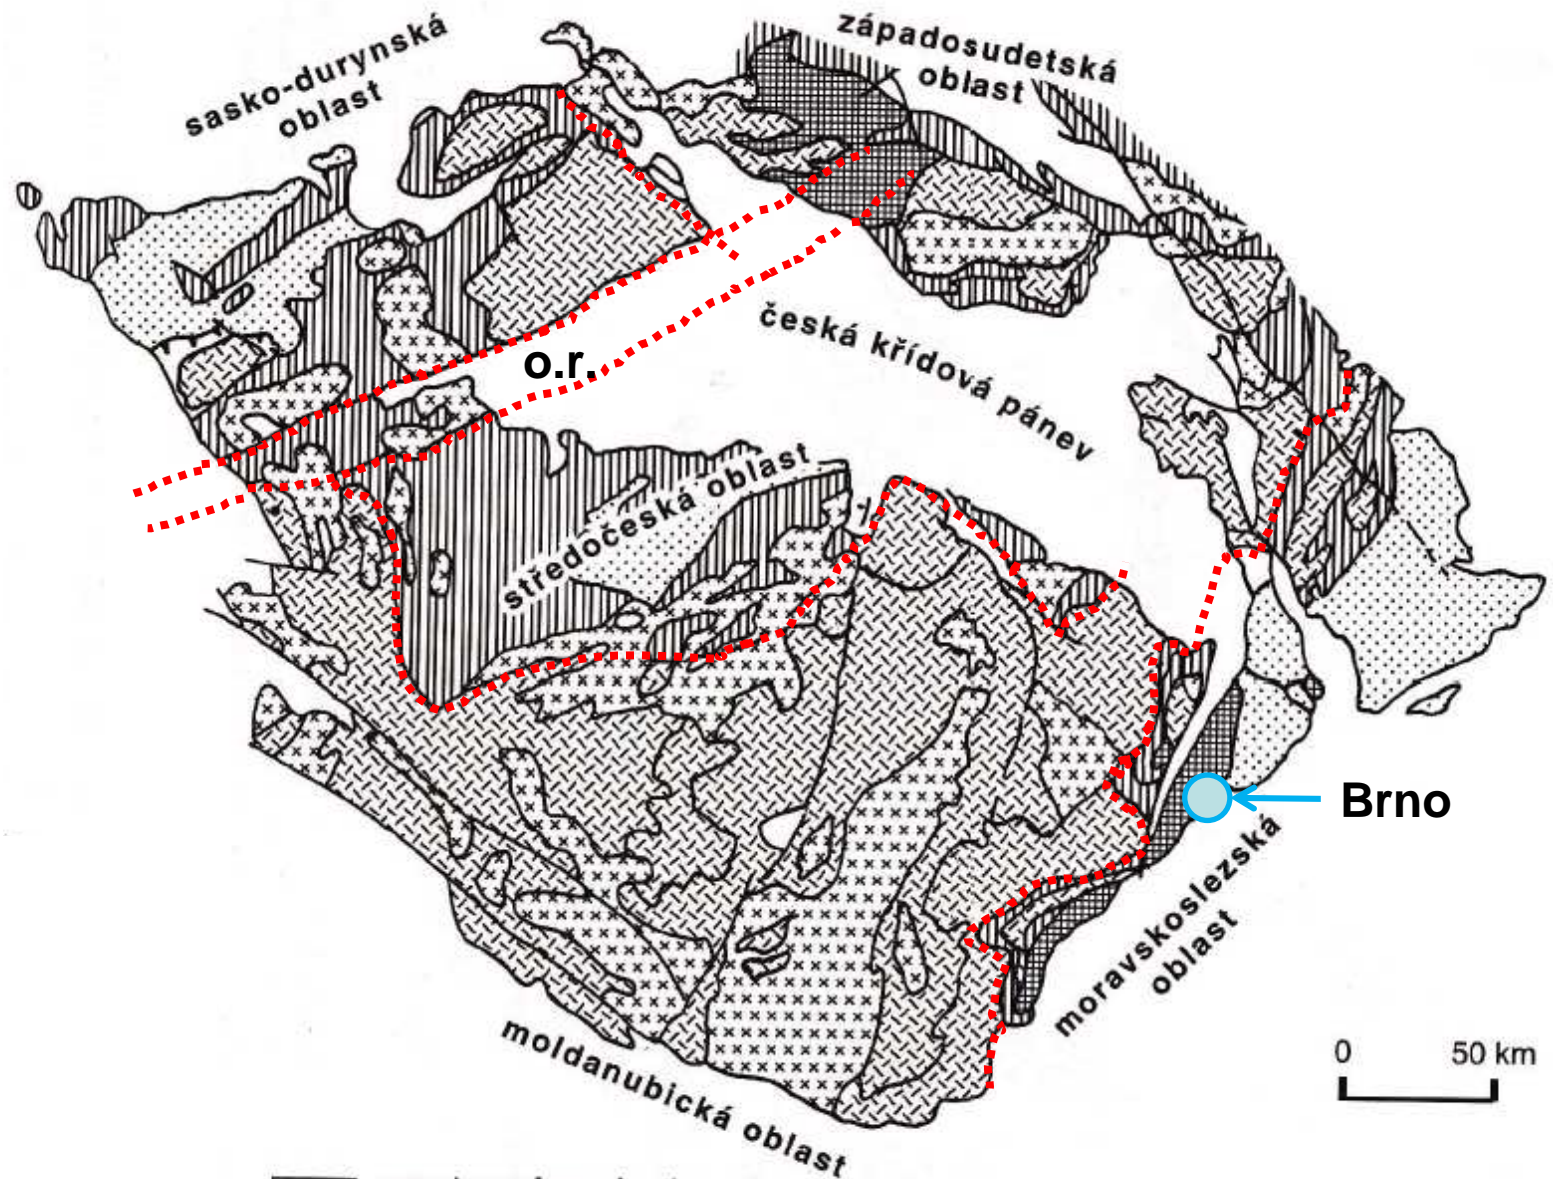 sasko-durynská
oblast
západosudetská
oblast
o.r.
česká křídová pánev
středočeská oblast
Brno
moravskoslezská
oblast
moldanubická oblast
0 50 km